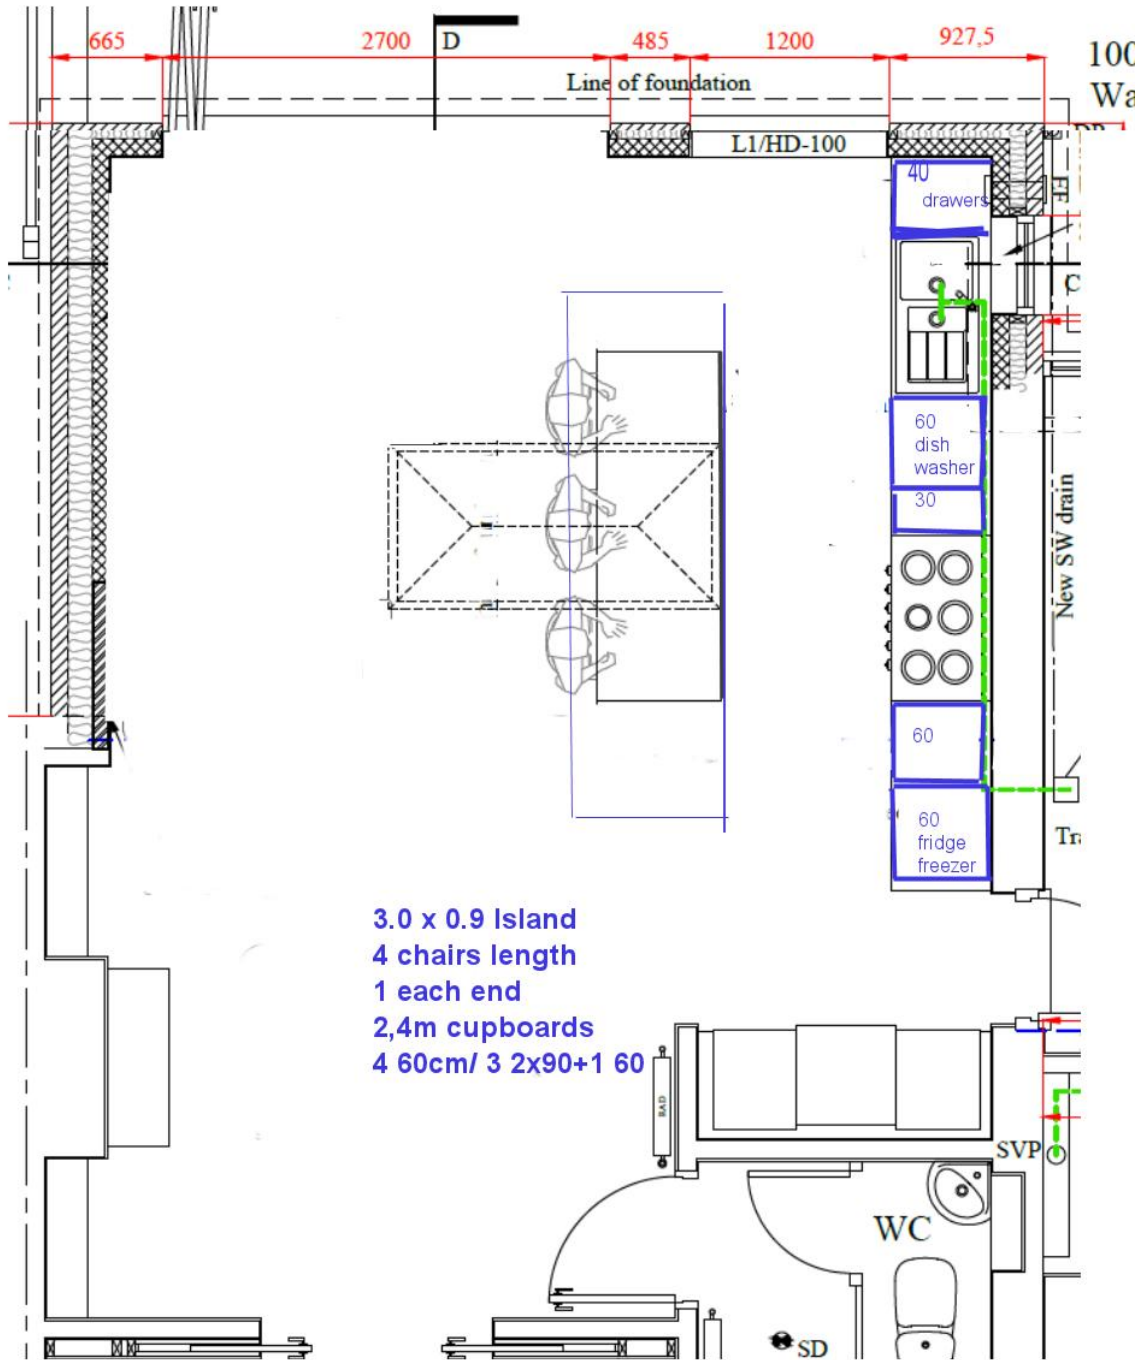 665
2700
D
485
1200
927,5
100
Wa
Line of foundation
L1/HD-100
40
drawers
EF
C
60
dish
washer
30
New SW drain
60
60
fridge
freezer
Tra
3.0 x 0.9 Island
4 chairs length
1 each end
2,4m cupboards
4 60cm/ 3 2x90+1 60
RAD
SVP
WC
SD